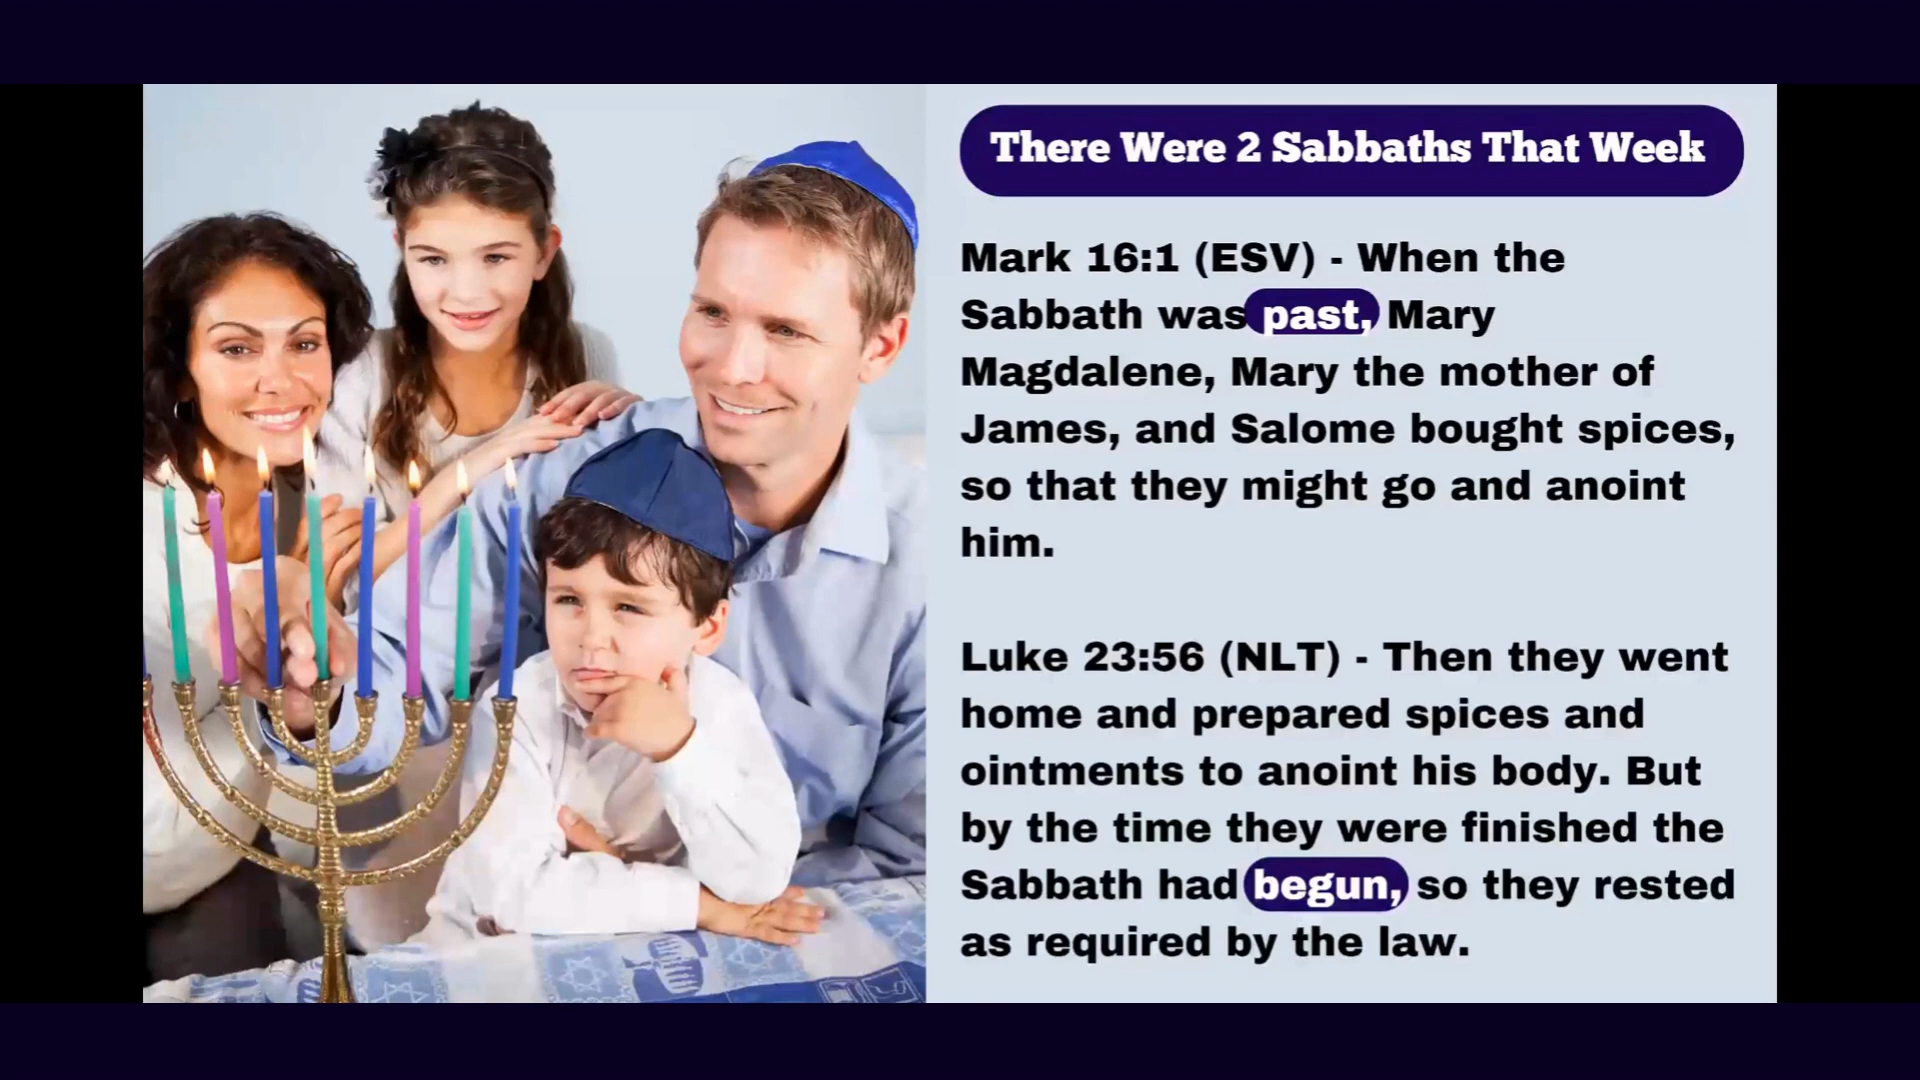 There Were 2 Sabbaths That Week
Mark 16:1 (ESV) - When the
Sabbath was past, Mary
Magdalene, Mary the mother of
James, and Salome bought spices,
so that they might go and anoint
him.
Luke 23:56 (NLT) - Then they went
home and prepared spices and
ointments to anoint his body. But
by the time they were finished the
Sabbath had begun, so they rested
as required by the law.